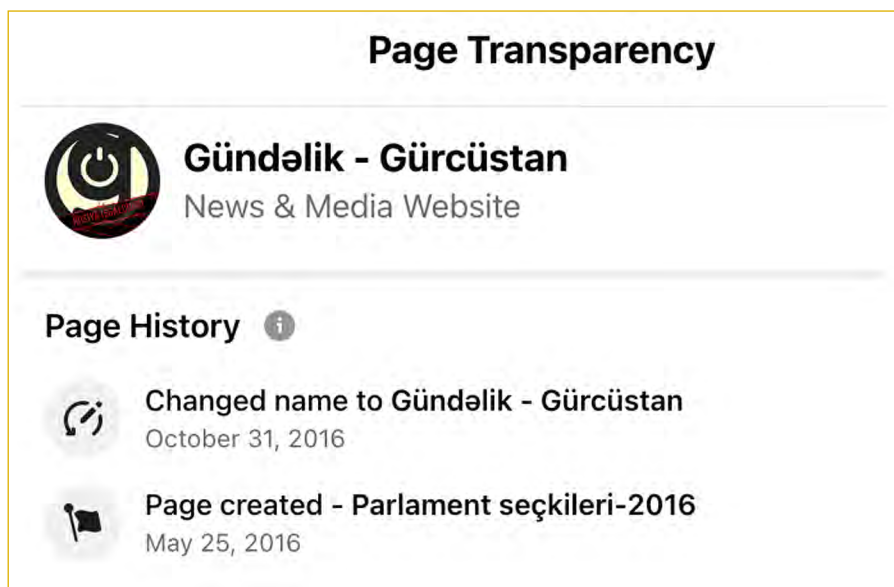 Page Transparency
Gündəlik - Gürcüstan
News & Media Website
Page History
Changed name to Gündəlik - Gürcüstan
October 31, 2016
Page created - Parlament seçkileri-2016
May 25, 2016